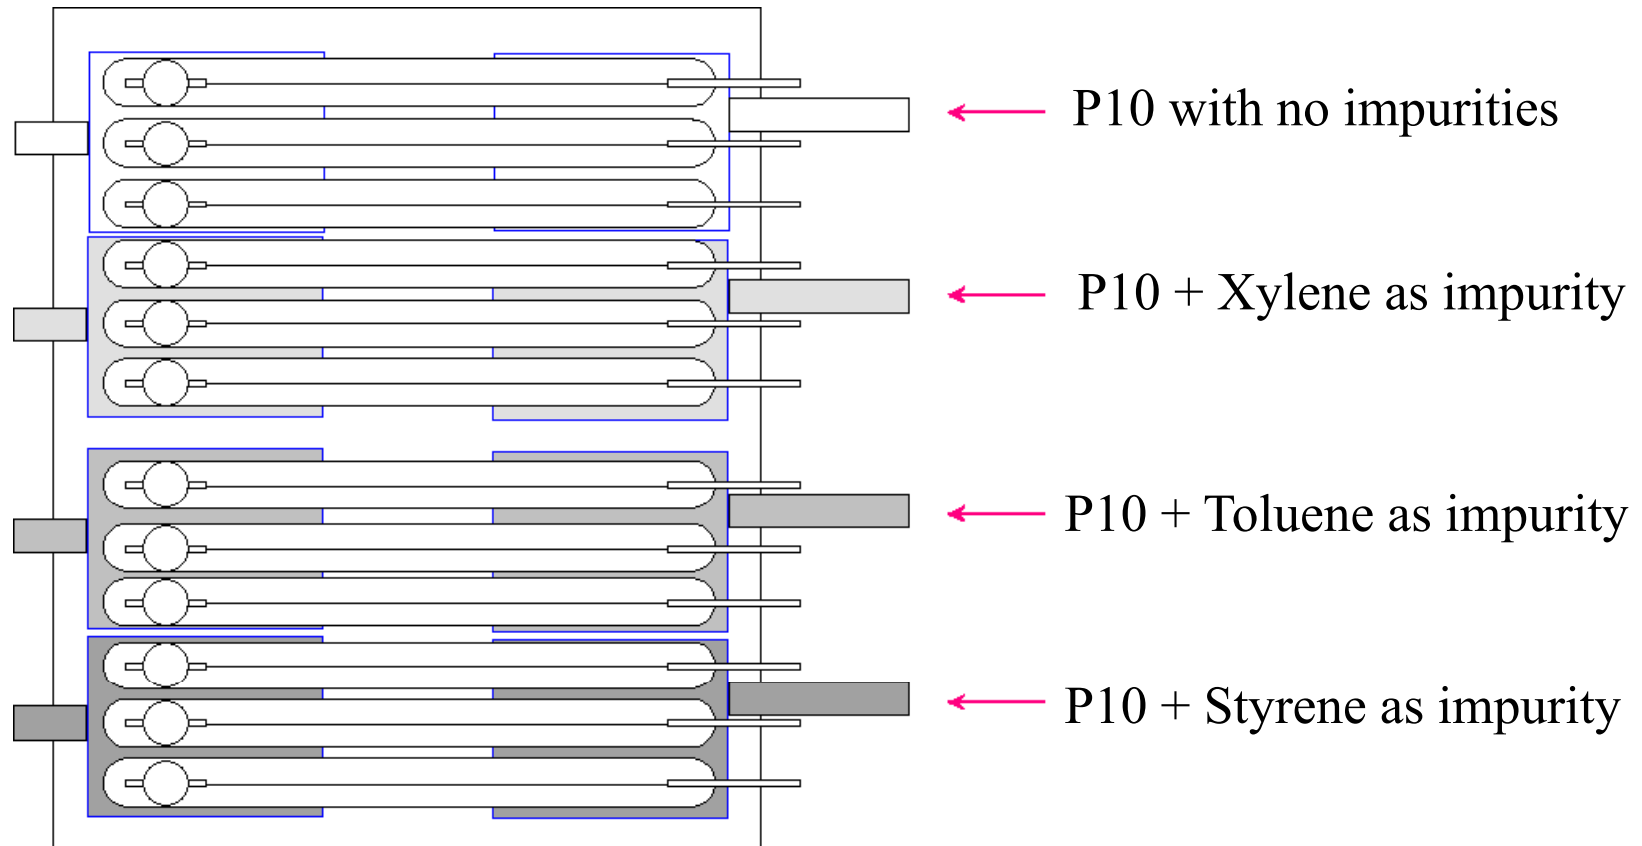 P10 with no impurities
P10 + Xylene as impurity
P10 + Toluene as impurity
P10 + Styrene as impurity